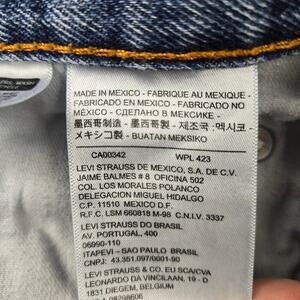 MADE IN MEXICO - FABRIQUE AU MEXIQUE -
FABRICADO EN MEXICO - FABRICADO NO
MÉXICO - СДЕЛАНО В МЕКСИКЕ -
墨西哥制造 - 墨西哥製造 - 제조국 :멕시코 -
メキシコ製 - BUATAN MEKSIKO
CA00342 WPL 423
LEVI STRAUSS DE MEXICO, S.A. DE C.V.
JAIME BALMES # 8 OFICINA 502
COL. LOS MORALES POLANCO
DELEGACION MIGUEL HIDALGO
C.P. 11510 MEXICO D.F.
R.F.C. LSM 660818 M-98 C.N.I.V. 3337
LEVI STRAUSS DO BRASIL
AV. PORTUGAL, 400
06990-110
ITAPEVI - SAO PAULO BRASIL
CNPJ: 43.351.097/0001-90
LEVI STRAUSS & CO. EU SCA/CVA
LEONARDO DA VINCILAAN, 19 - D
1831 DIEGEM, BELGIUM